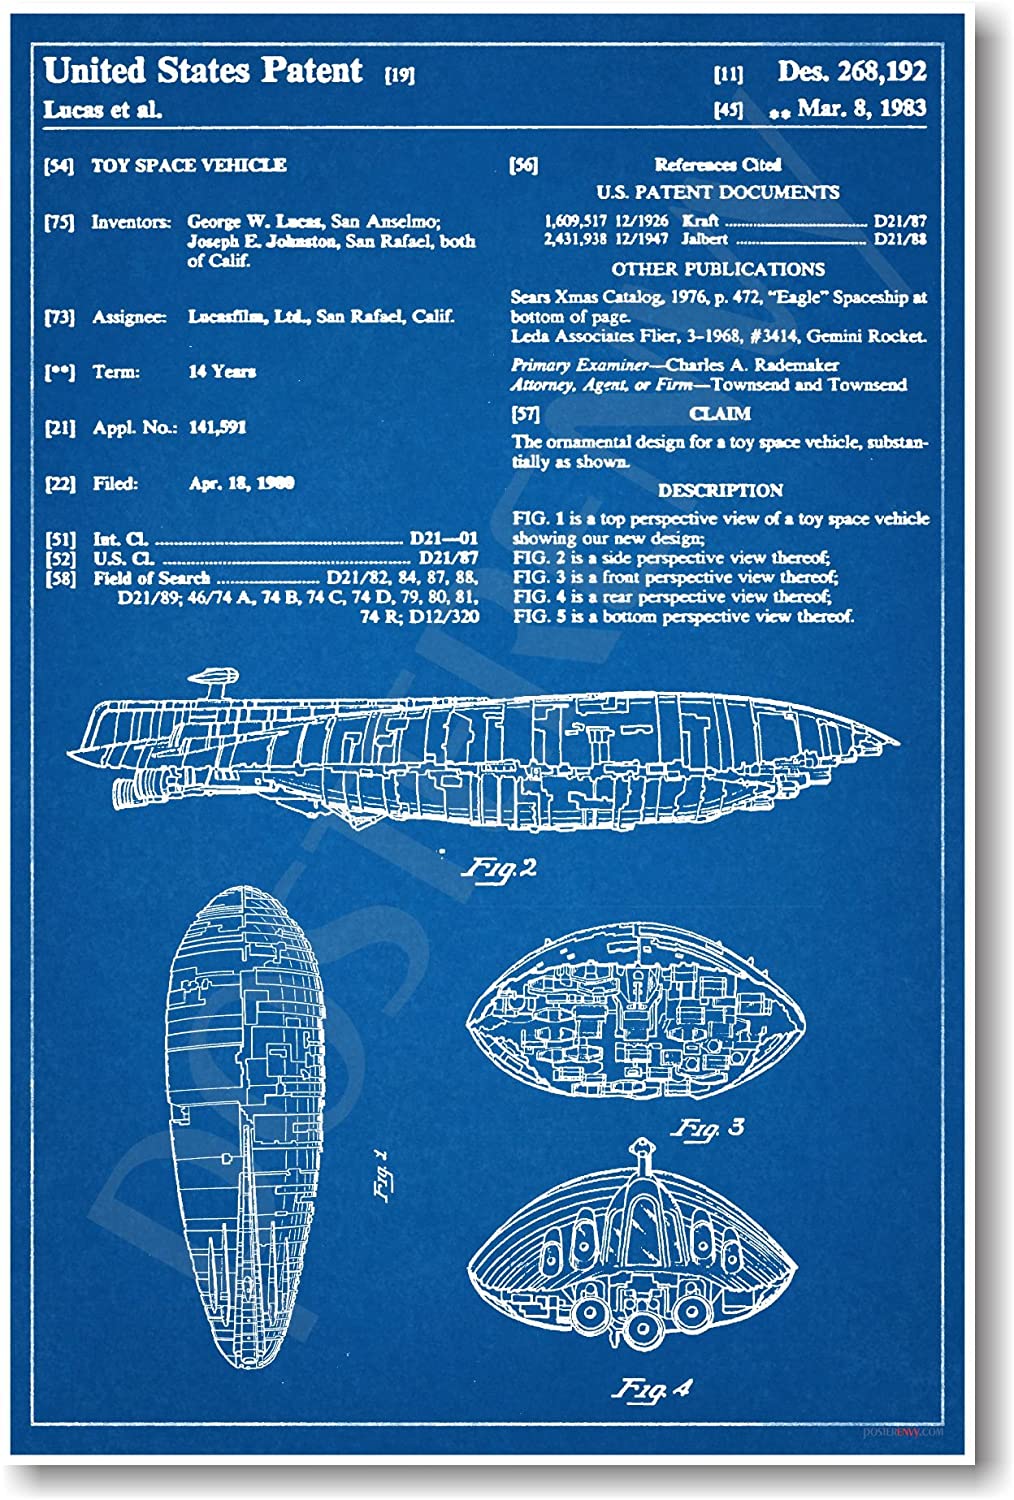 United States Patent [19]
Lucas et al.
[11] Des. 268,192
[45] ** Mar. 8, 1983
[54] TOY SPACE VEHICLE
[75] Inventors: George W. Lucas, San Anselmo;
Joseph E. Johnston, San Rafael, both
of Calif.
[73] Assignee: Lucasfilm, Ltd., San Rafael, Calif.
[**] Term: 14 Years
[21] Appl. No.: 141,591
[22] Filed: Apr. 18, 1980
[51] Int. Cl. ................................ D21—01
[52] U.S. Cl. ................................ D21/87
[58] Field of Search .................. D21/82, 84, 87, 88,
D21/89; 46/74 A, 74 B, 74 C, 74 D, 79, 80, 81,
74 R; D12/320
[56] References Cited
U.S. PATENT DOCUMENTS
1,609,517 12/1926 Kraft ................................ D21/87
2,431,938 12/1947 Jalbert ................................ D21/88
OTHER PUBLICATIONS
Sears Xmas Catalog, 1976, p. 472, "Eagle" Spaceship at
bottom of page.
Leda Associates Flier, 3-1968, #3414, Gemini Rocket.
Primary Examiner—Charles A. Rademaker
Attorney, Agent, or Firm—Townsend and Townsend
[57] CLAIM
The ornamental design for a toy space vehicle, substan-
tially as shown.
DESCRIPTION
FIG. 1 is a top perspective view of a toy space vehicle
showing our new design;
FIG. 2 is a side perspective view thereof;
FIG. 3 is a front perspective view thereof;
FIG. 4 is a rear perspective view thereof;
FIG. 5 is a bottom perspective view thereof.
Fig. 2
Fig. 1
Fig. 3
Fig. 4
POSTERENVY
POSTERENVY.COM